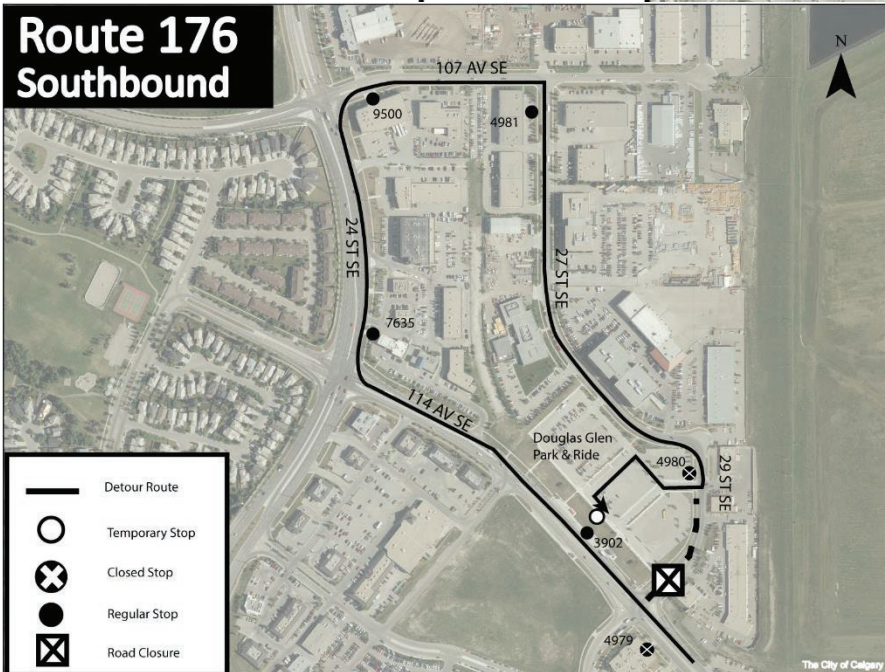 Route 176
Southbound
N
107 AV SE
9500
4981
24 ST SE
27 ST SE
7635
114 AV SE
Douglas Glen
Park & Ride
4980
29 ST SE
3902
4979
Detour Route
Temporary Stop
Closed Stop
Regular Stop
Road Closure
The City of Calgary